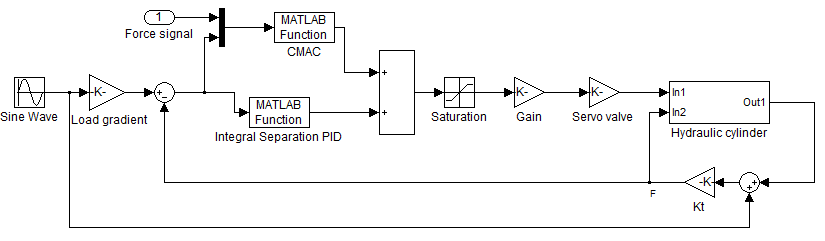 1
Force signal
MATLAB
Function
CMAC
Sine Wave
-K-
Load gradient
+
−
MATLAB
Function
Integral Separation PID
+
+
Saturation
K-
Gain
K-
Servo valve
In1
In2
Out1
Hydraulic cylinder
F
-K-
Kt
+
+